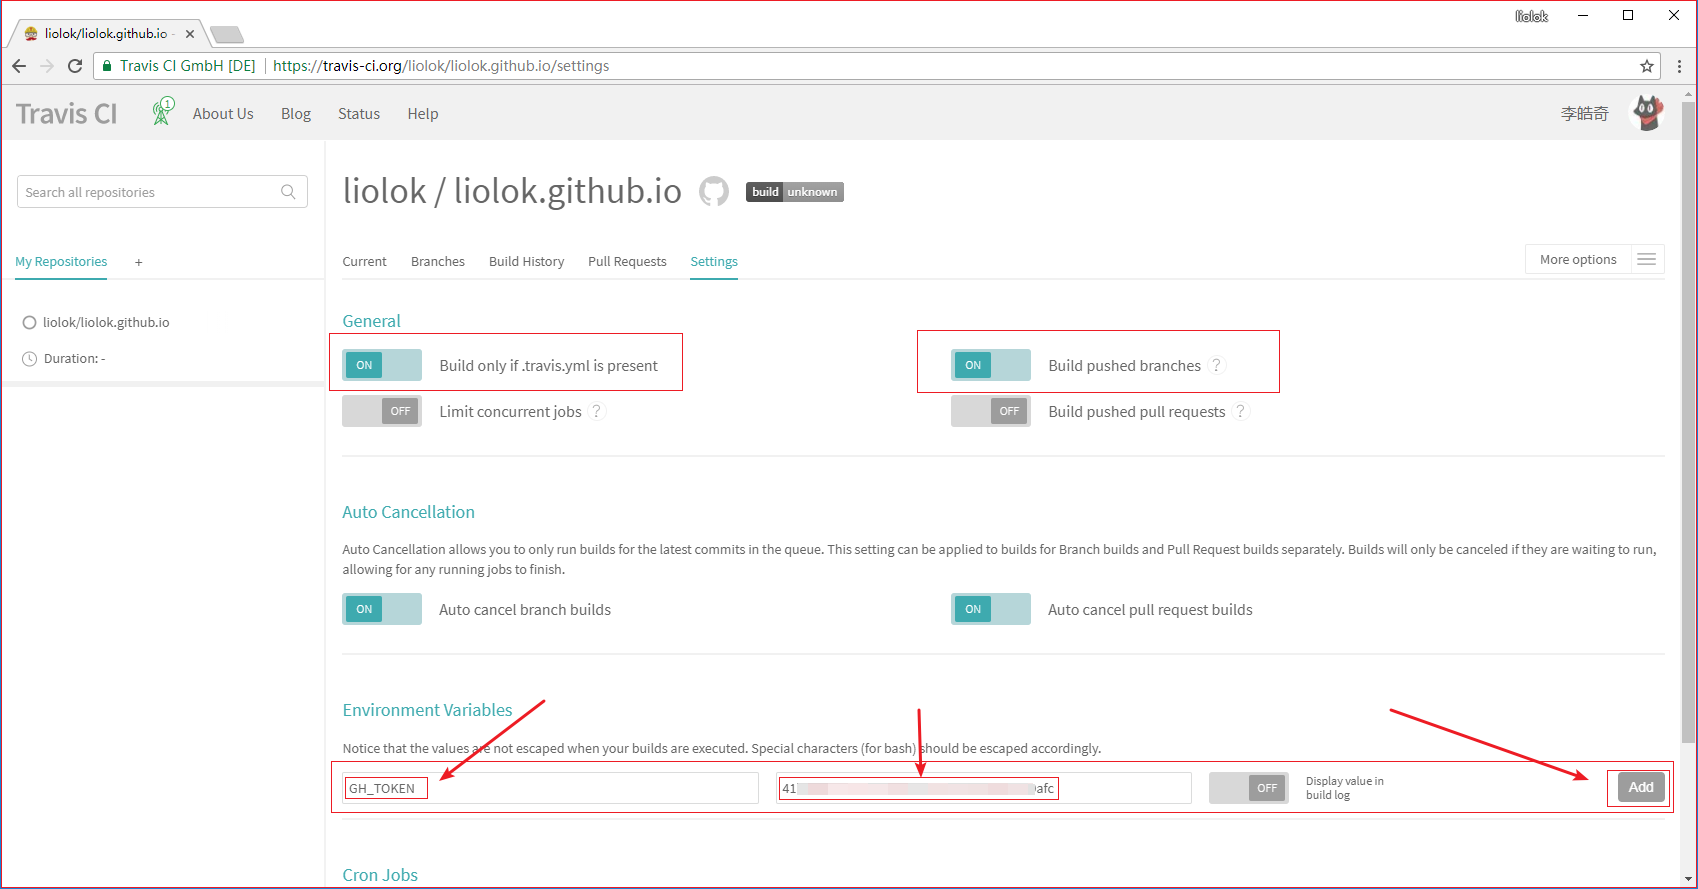 liolok
liolok/liolok.github.io -
Travis CI GmbH [DE] https://travis-ci.org/liolok/liolok.github.io/settings
Travis CI 1 About Us Blog Status Help 李皓奇
Search all repositories
liolok / liolok.github.io build unknown
My Repositories +
Current Branches Build History Pull Requests Settings More options
liolok/liolok.github.io
Duration: -
General
ON Build only if .travis.yml is present ON Build pushed branches ?
OFF Limit concurrent jobs ? OFF Build pushed pull requests ?
Auto Cancellation
Auto Cancellation allows you to only run builds for the latest commits in the queue. This setting can be applied to builds for Branch builds and Pull Request builds separately. Builds will only be canceled if they are waiting to run,
allowing for any running jobs to finish.
ON Auto cancel branch builds ON Auto cancel pull request builds
Environment Variables
Notice that the values are not escaped when your builds are executed. Special characters (for bash) should be escaped accordingly.
GH_TOKEN 41 afc OFF Display value in
build log Add
Cron Jobs